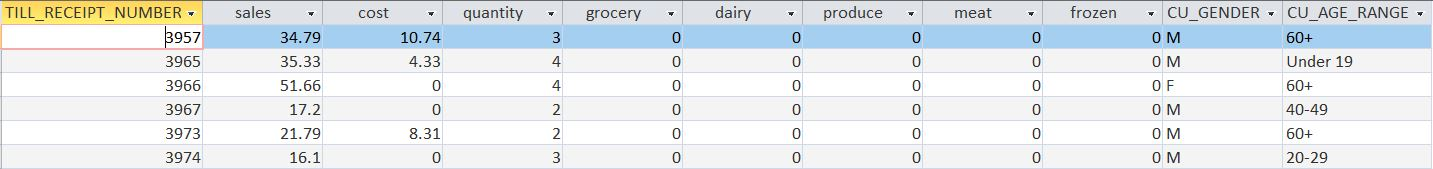 TILL_RECEIPT_NUMBER sales cost quantity grocery dairy produce meat frozen CU_GENDER CU_AGE_RANGE
3957 34.79 10.74 3 0 0 0 0 0 M 60+
3965 35.33 4.33 4 0 0 0 0 0 M Under 19
3966 51.66 0 4 0 0 0 0 0 F 60+
3967 17.2 0 2 0 0 0 0 0 M 40-49
3973 21.79 8.31 2 0 0 0 0 0 M 60+
3974 16.1 0 3 0 0 0 0 0 M 20-29